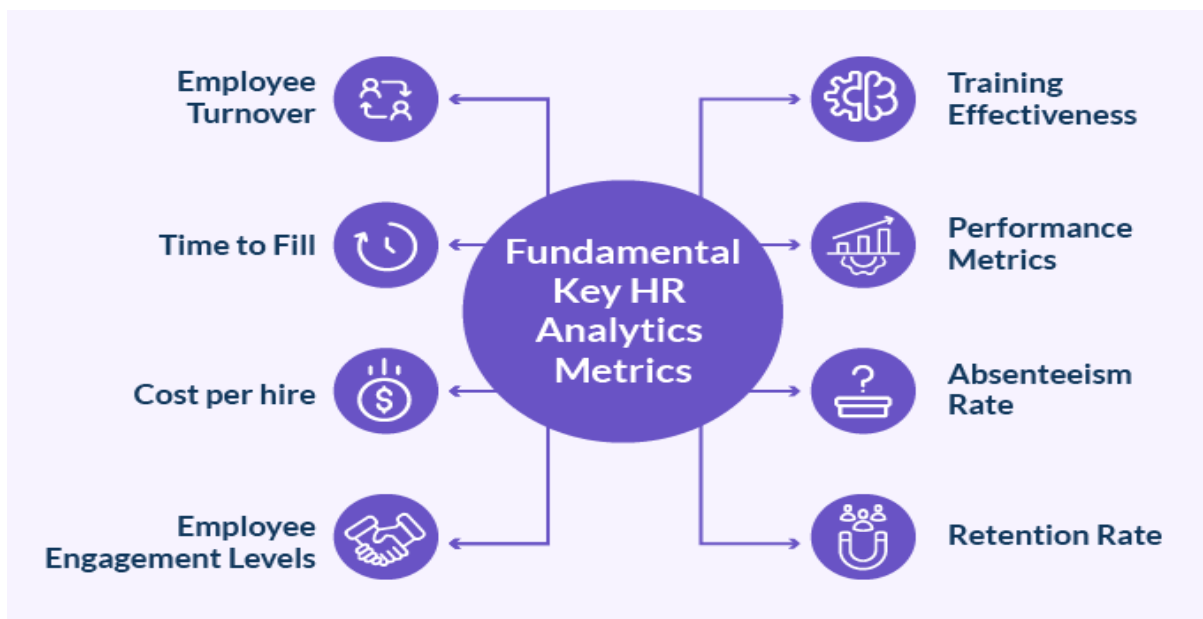 Employee
Turnover
Time to Fill
Cost per hire
Employee
Engagement Levels
Fundamental
Key HR
Analytics
Metrics
Training
Effectiveness
Performance
Metrics
Absenteeism
Rate
Retention Rate